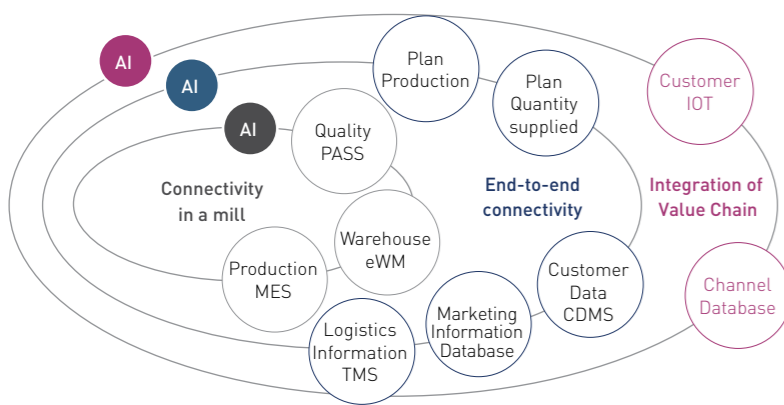 AI
AI
AI
Plan
Production
Plan
Quantity
supplied
Customer
IOT
Quality
PASS
Connectivity
in a mill
End-to-end
connectivity
Integration of
Value Chain
Warehouse
eWM
Production
MES
Customer
Data
CDMS
Channel
Database
Marketing
Information
Database
Logistics
Information
TMS